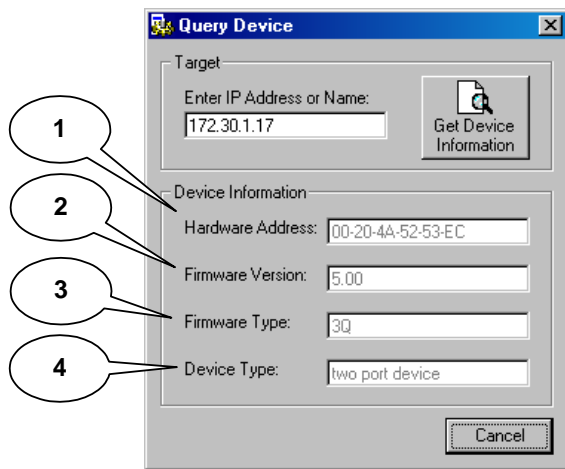 Query Device
Target
Enter IP Address or Name:
172.30.1.17
Get Device
Information
1
Device Information
2
Hardware Address: 00-20-4A-52-53-EC
Firmware Version: 5.00
3
Firmware Type: 3Q
4
Device Type: two port device
Cancel